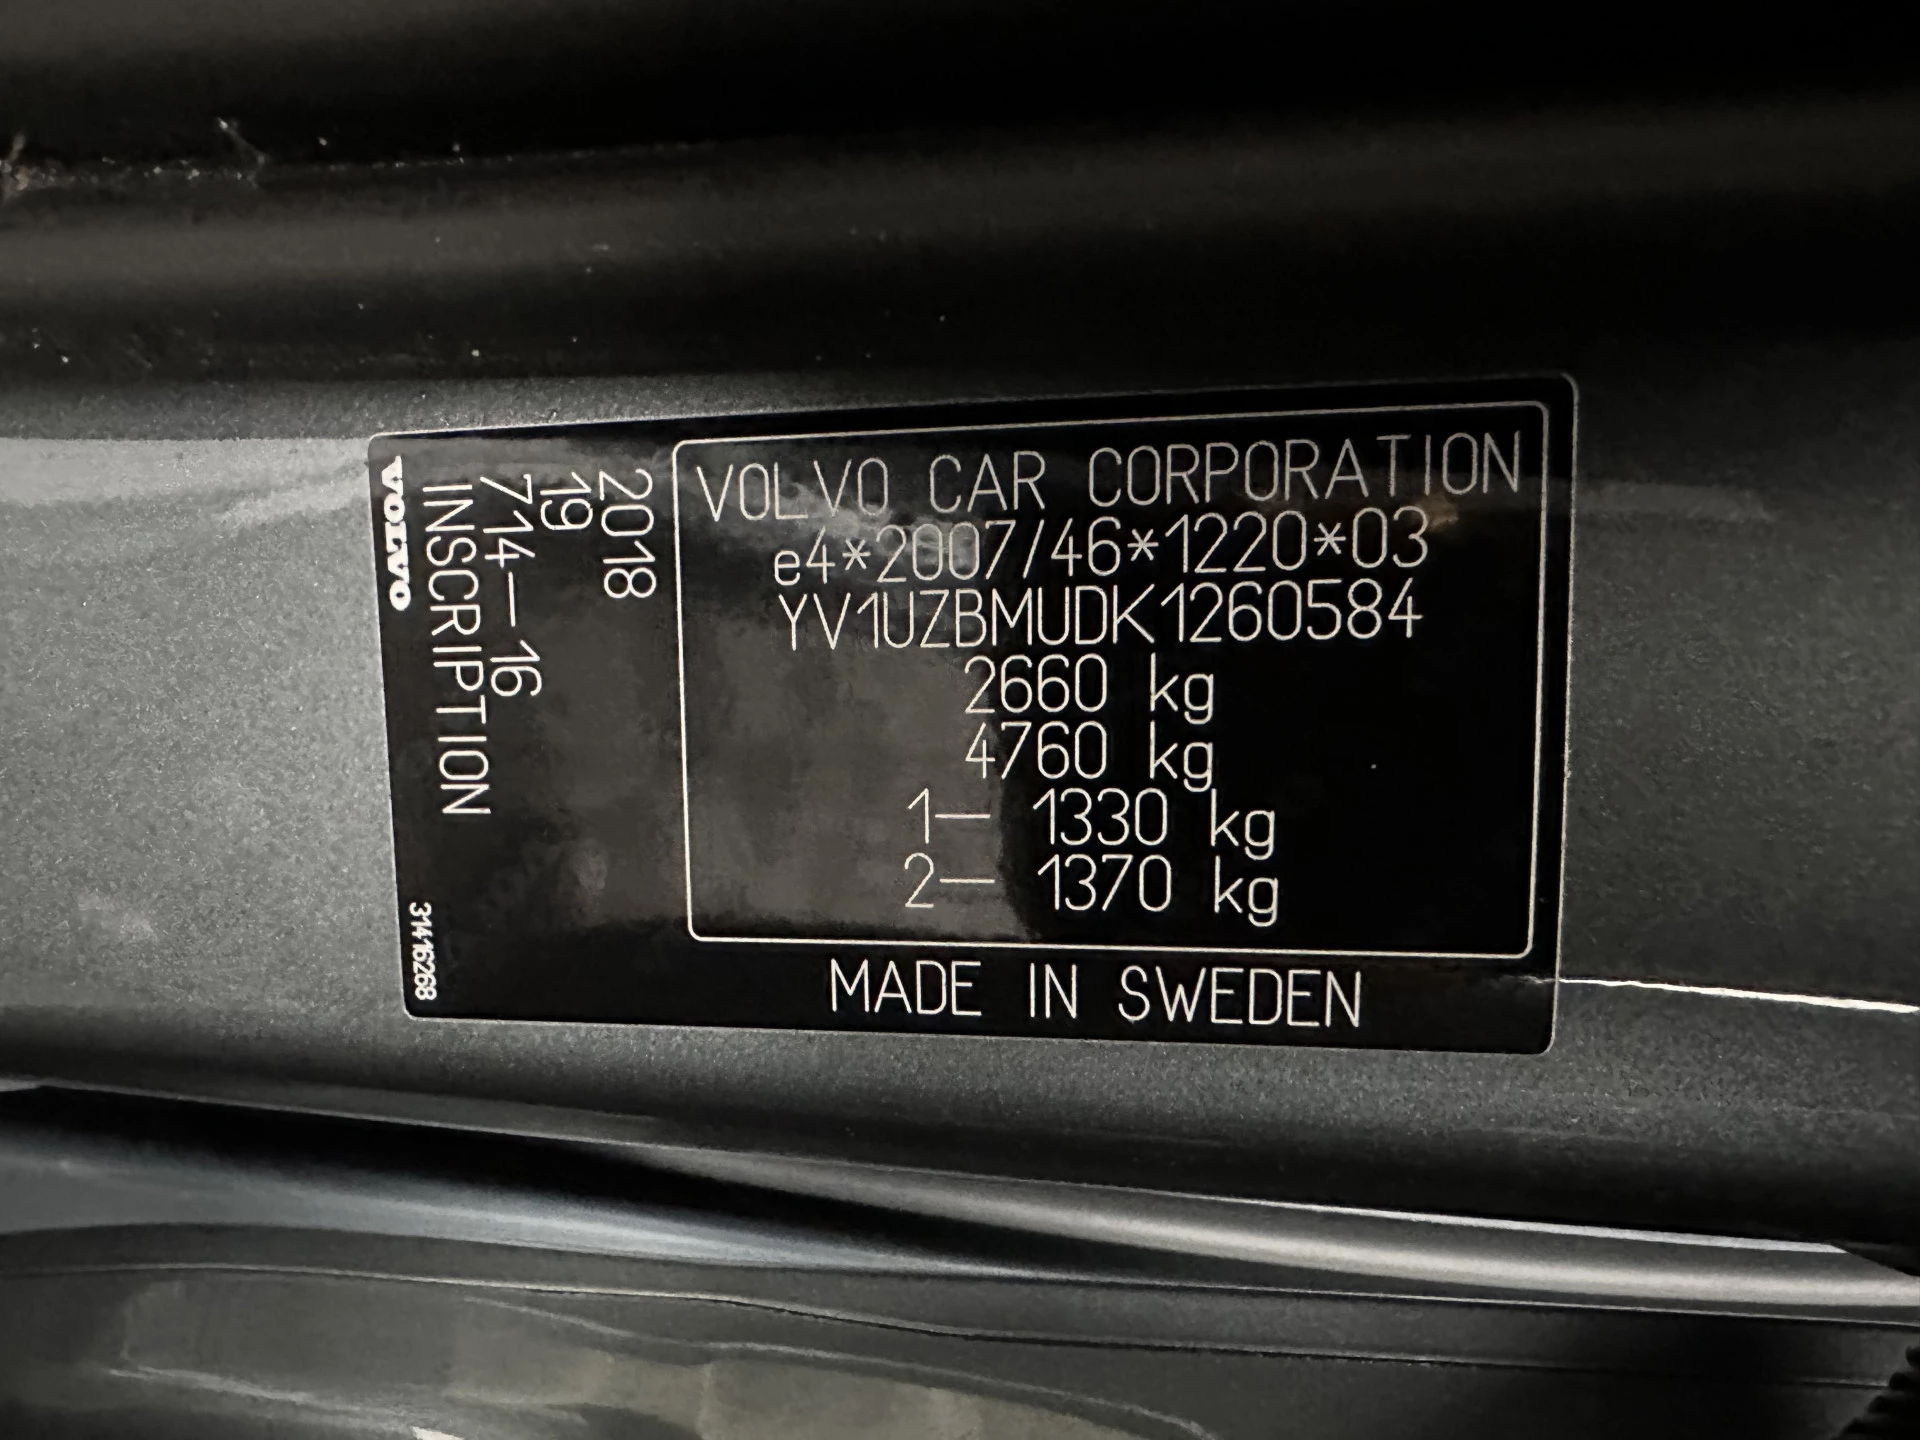 VOLVO CAR CORPORATION
e4*2007/46*1220*03
YV1UZBMUDK1260584
2660 kg
4760 kg
1— 1330 kg
2— 1370 kg
MADE IN SWEDEN
2018
19
714-16
INSCRIPTION
VOLVO
31416268